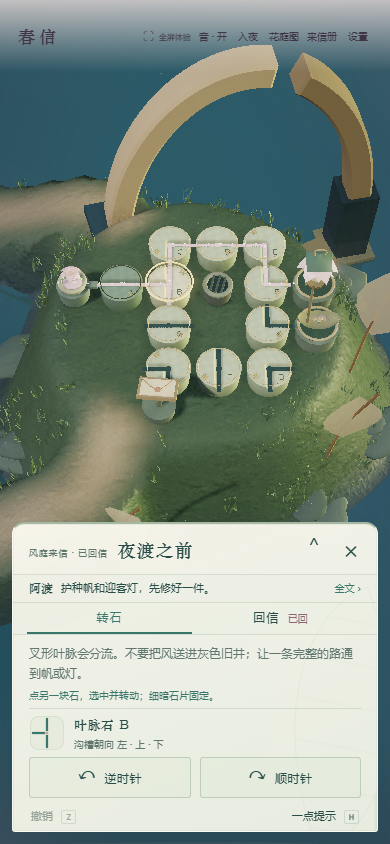 春信
全屏体验 音·开 入夜 花庭图 来信册 设置
风庭来信·已回信 夜渡之前
阿渡 护种帆和迎客灯，先修好一件。 全文›
转石 回信 已回
叉形叶脉会分流。不要把风送进灰色旧井；让一条完整的路通
到帆或灯。
点另一块石，选中并转动；细暗石片固定。
叶脉石 B
沟槽朝向 左·上·下
逆时针 顺时针
撤销 Z 一点提示 H